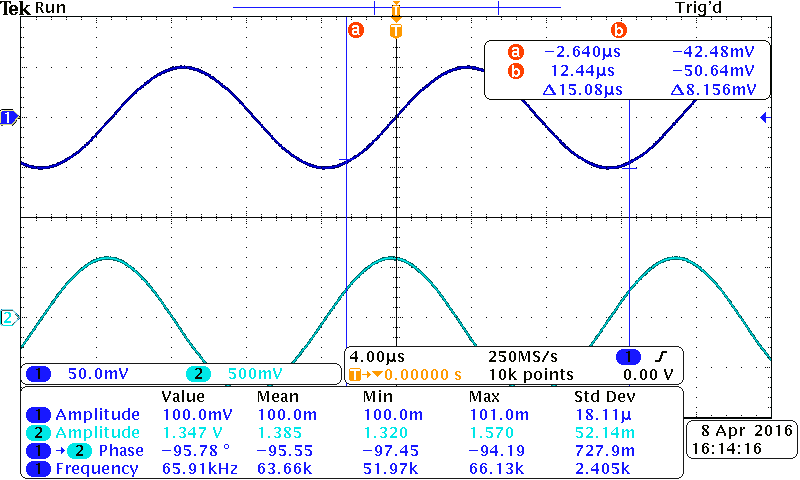 Tek Run Trig'd
T
a b
T
a −2.640µs −42.48mV
b 12.44µs −50.64mV
Δ15.08µs Δ8.156mV
1
2
1 50.0mV 2 500mV
4.00µs 250MS/s 1
T→▼0.00000 s 10k points 0.00 V
Value Mean Min Max Std Dev
1 Amplitude 100.0mV 100.0m 100.0m 101.0m 18.11µ
2 Amplitude 1.347 V 1.385 1.320 1.570 52.14m
1 → 2 Phase −95.78 ° −95.55 −97.45 −94.19 727.9m
1 Frequency 65.91kHz 63.66k 51.97k 66.13k 2.405k
8 Apr 2016
16:14:16